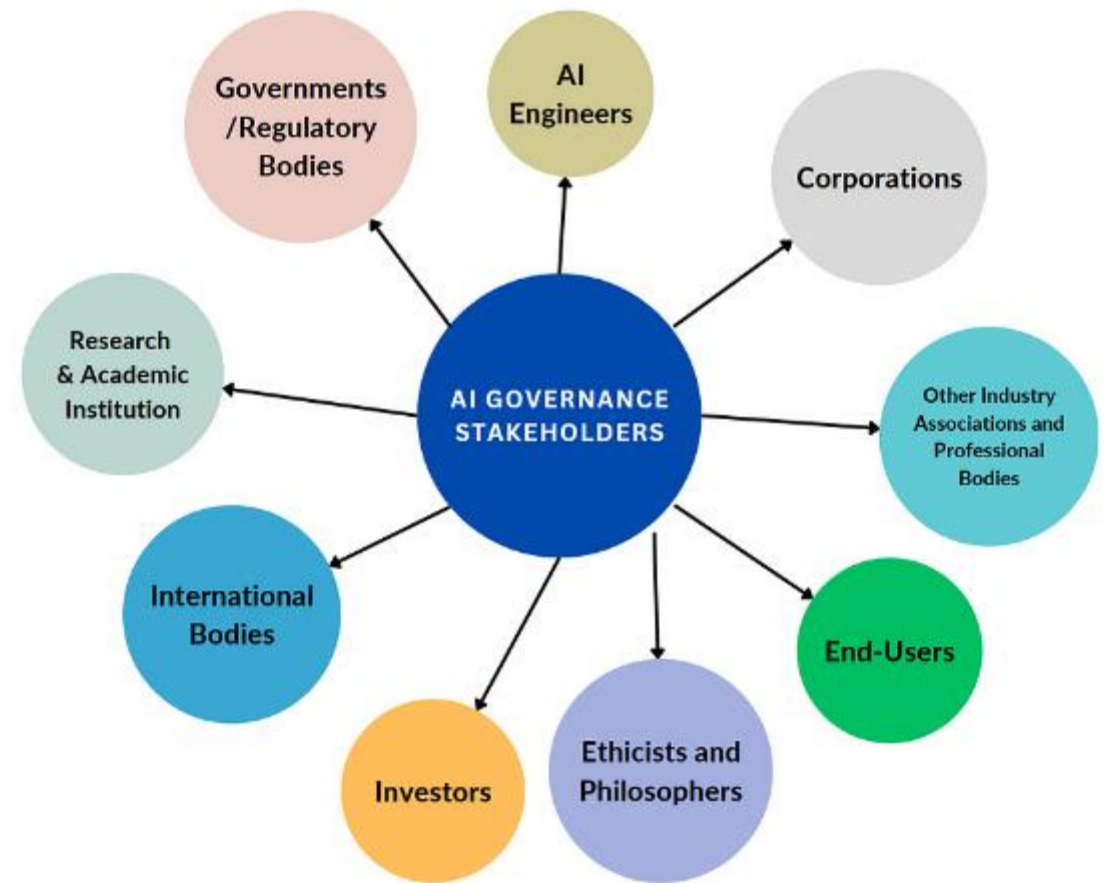 Governments
/Regulatory
Bodies
AI
Engineers
Corporations
Research
& Academic
Institution
AI GOVERNANCE
STAKEHOLDERS
Other Industry
Associations and
Professional
Bodies
International
Bodies
End-Users
Investors
Ethicists and
Philosophers